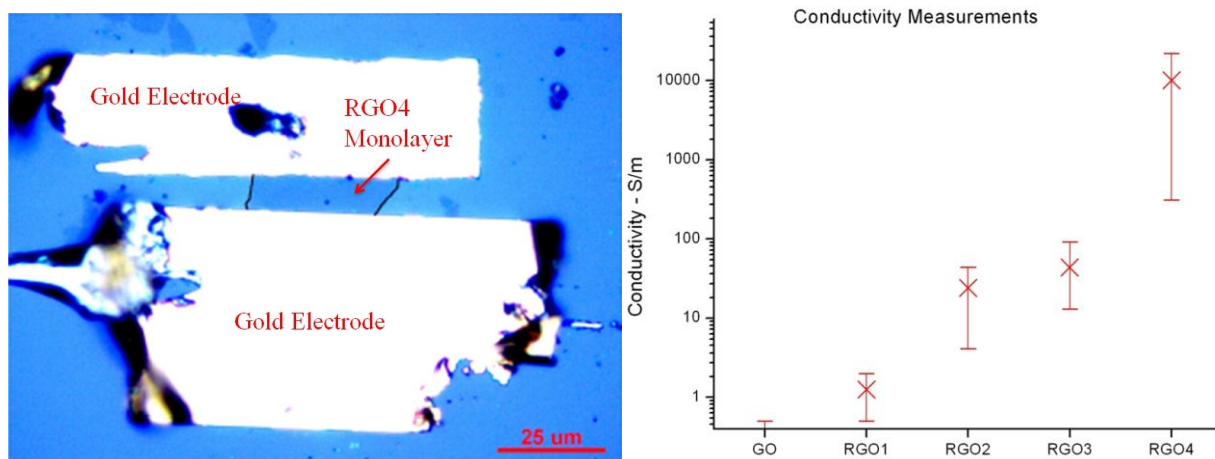 Gold Electrode
RGO4
Monolayer
Gold Electrode
25 um
Conductivity Measurements
Conductivity - S/m
10000
1000
100
10
1
GO RGO1 RGO2 RGO3 RGO4